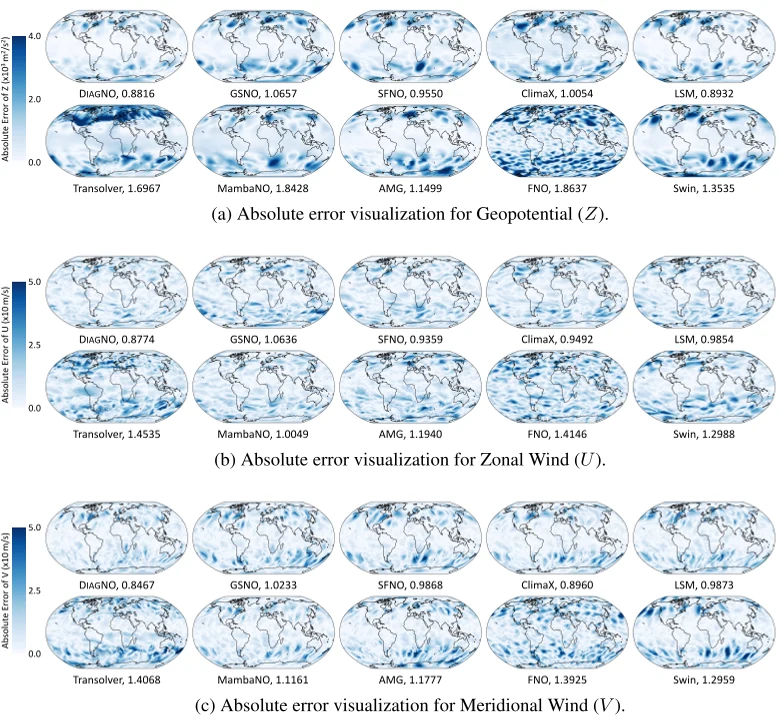 Absolute Error of Z (x10³ m²/s²)
4.0
2.0
0.0
DIAGNO, 0.8816
GSNO, 1.0657
SFNO, 0.9550
ClimaX, 1.0054
LSM, 0.8932
Transolver, 1.6967
MambaNO, 1.8428
AMG, 1.1499
FNO, 1.8637
Swin, 1.3535
(a) Absolute error visualization for Geopotential (Z).
Absolute Error of U (x10 m/s)
5.0
2.5
0.0
DIAGNO, 0.8774
GSNO, 1.0636
SFNO, 0.9359
ClimaX, 0.9492
LSM, 0.9854
Transolver, 1.4535
MambaNO, 1.0049
AMG, 1.1940
FNO, 1.4146
Swin, 1.2988
(b) Absolute error visualization for Zonal Wind (U).
Absolute Error of V (x10 m/s)
5.0
2.5
0.0
DIAGNO, 0.8467
GSNO, 1.0233
SFNO, 0.9868
ClimaX, 0.8960
LSM, 0.9873
Transolver, 1.4068
MambaNO, 1.1161
AMG, 1.1777
FNO, 1.3925
Swin, 1.2959
(c) Absolute error visualization for Meridional Wind (V).